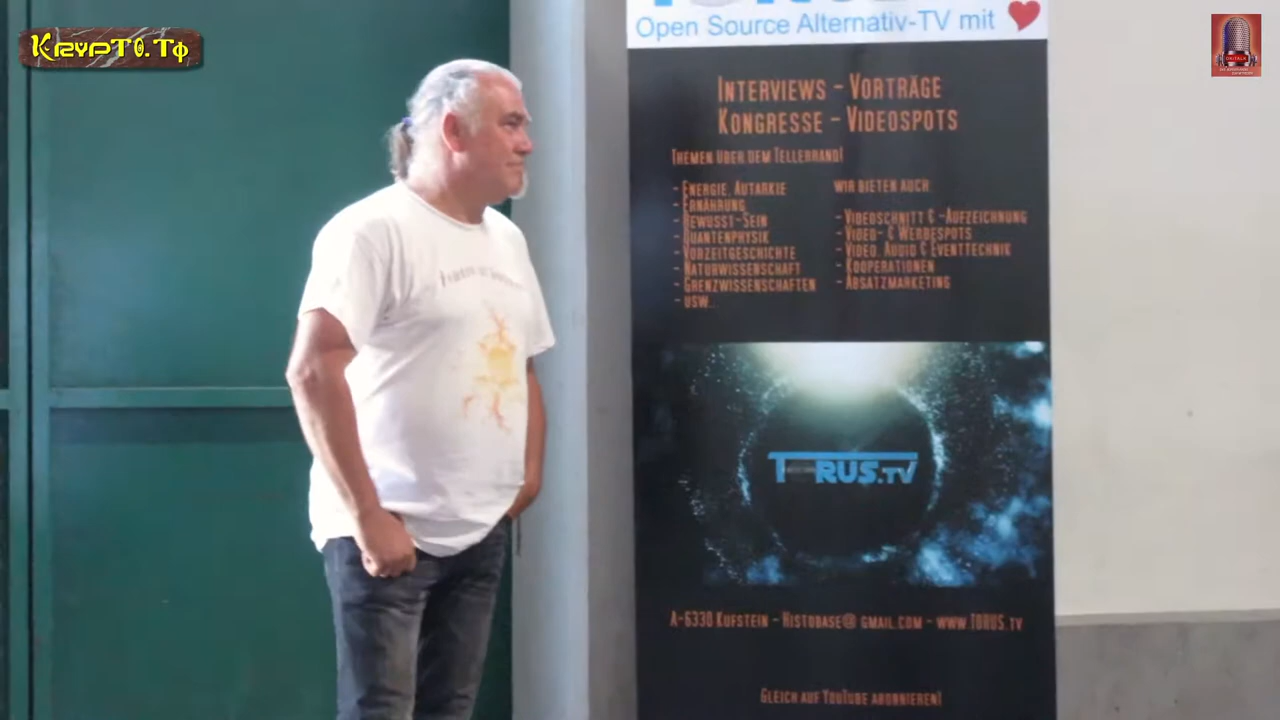 KRYPT0.Tφ
Open Source Alternativ-TV mit
INTERVIEWS - VORTRÄGE
KONGRESSE - VIDEOSPOTS
THEMEN ÜBER DEM TELLERRAND!
- ENERGIE, AUTARKIE
- ERNÄHRUNG
- BEWUSST-SEIN
- QUANTENPHYSIK
- VORZEITGESCHICHTE
- NATURWISSENSCHAFT
- GRENZWISSENSCHAFTEN
- USW..
WIR BIETEN AUCH
- VIDEOSCHNITT & -AUFZEICHNUNG
- VIDEO- & WERBESPOTS
- VIDEO, AUDIO & EVENTTECHNIK
- KOOPERATIONEN
- ABSATZMARKETING
TORUS.TV
A-6330 KUFSTEIN - HISTOBASE@ GMAIL.COM - WWW.TORUS.TV
GLEICH AUF YOUTUBE ABONNIEREN!